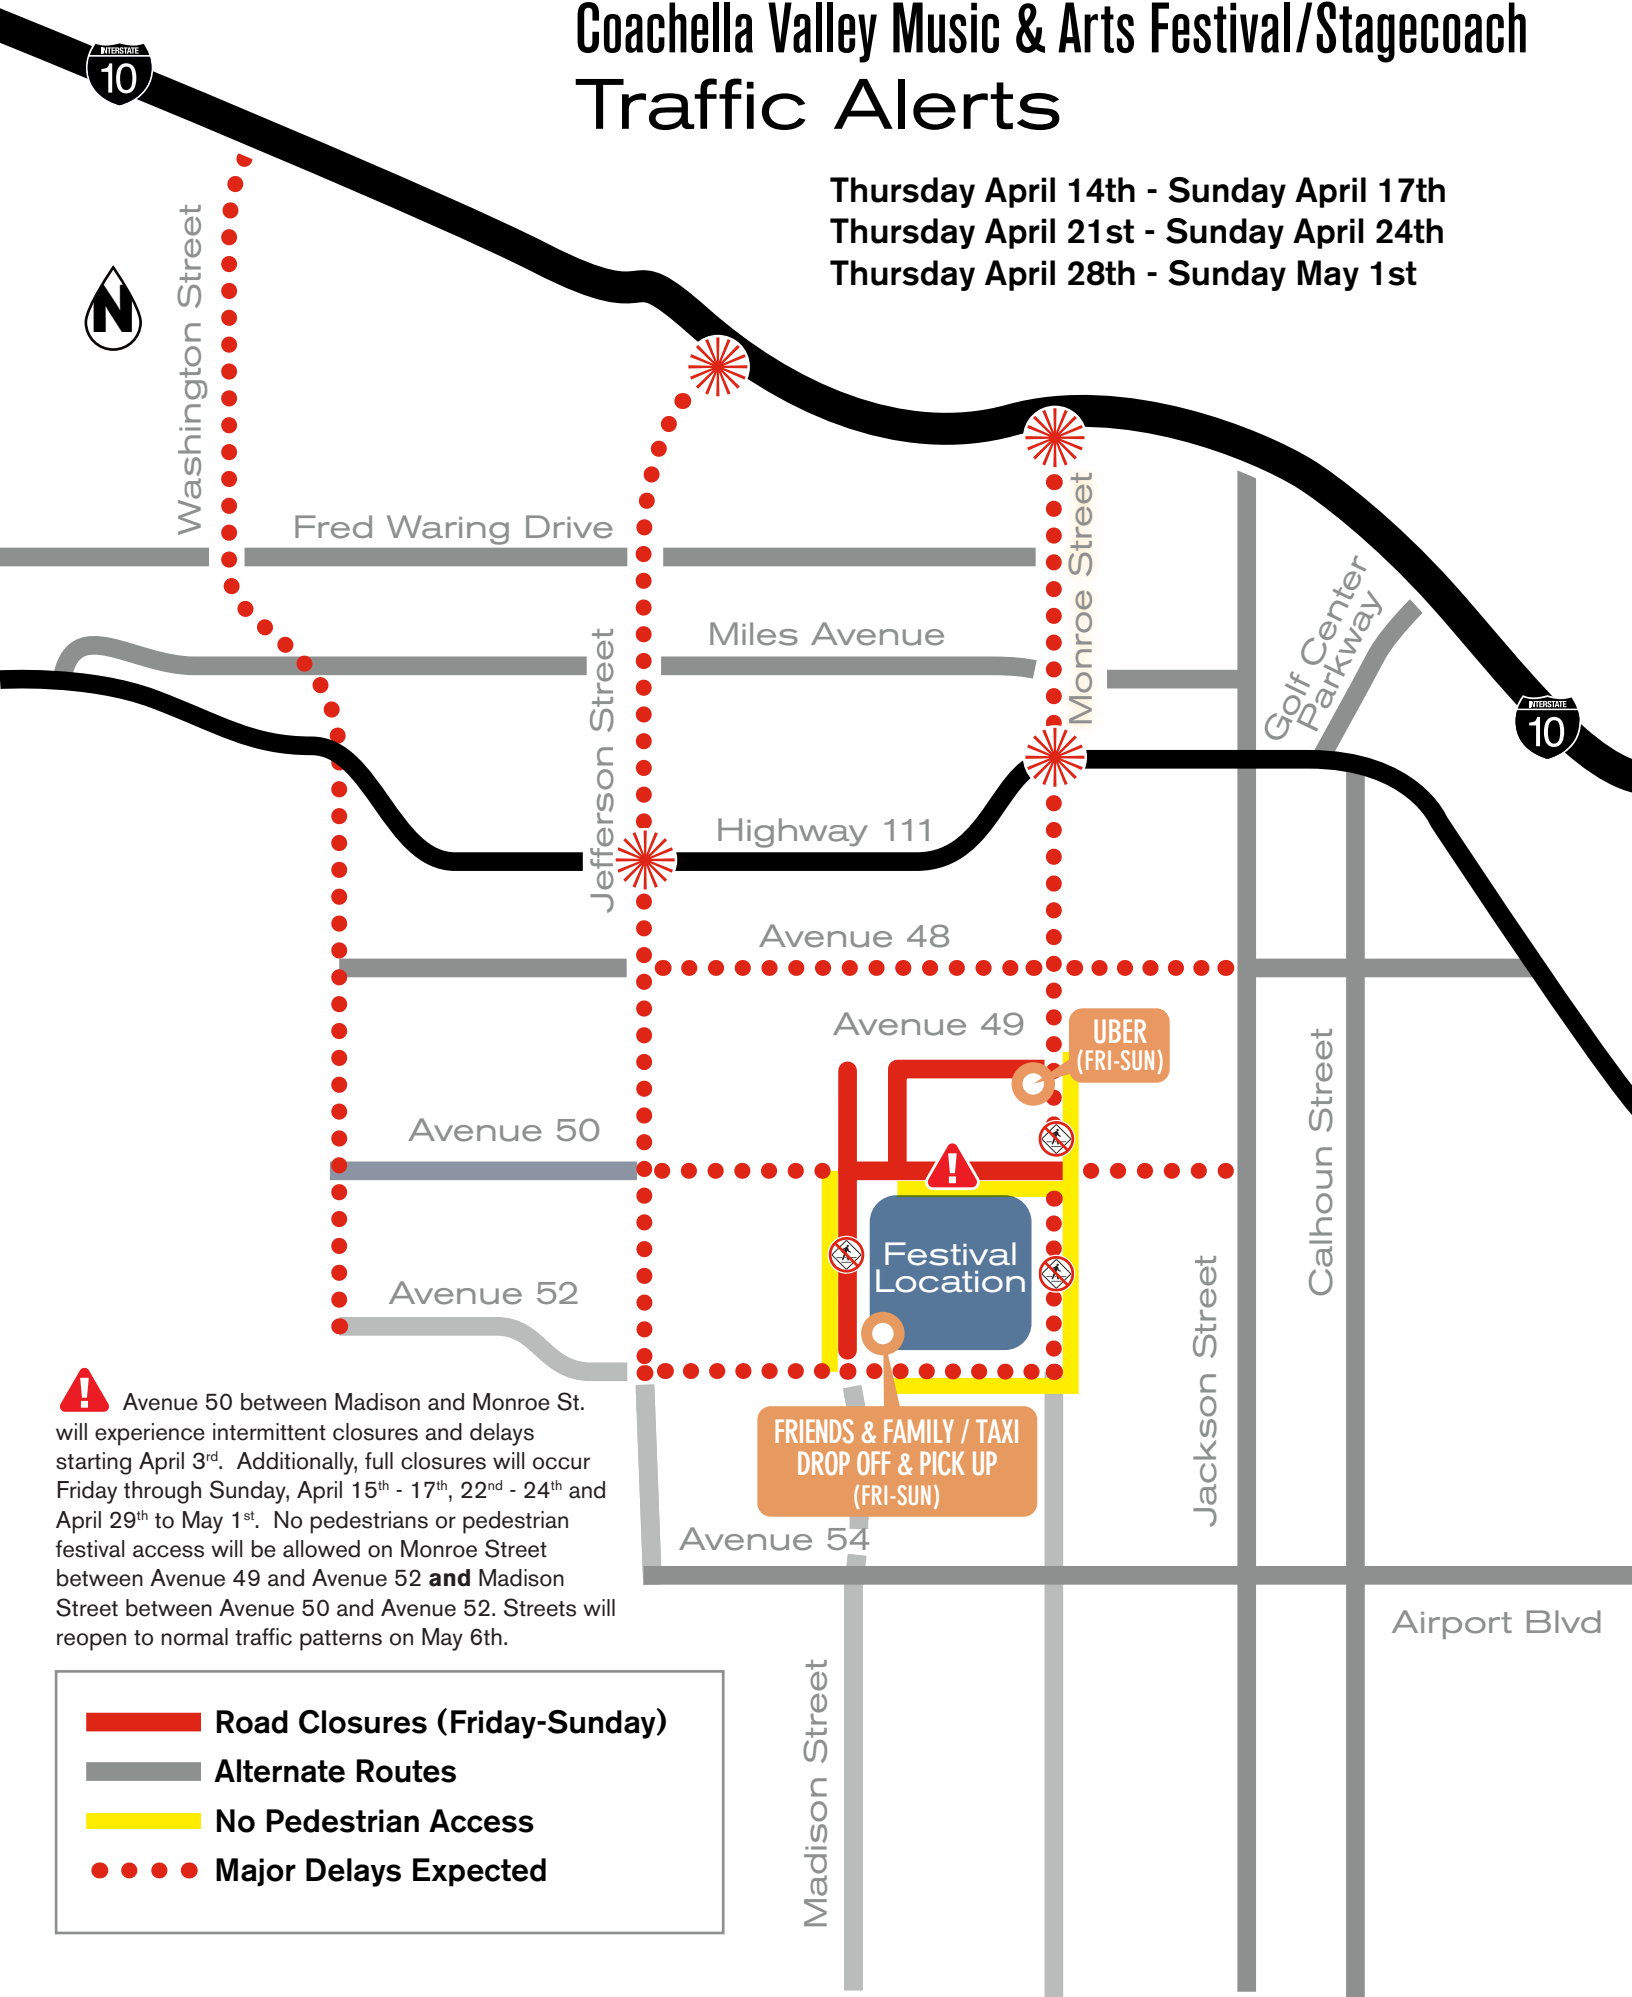 Coachella Valley Music & Arts Festival/Stagecoach
Traffic Alerts
Thursday April 14th - Sunday April 17th
Thursday April 21st - Sunday April 24th
Thursday April 28th - Sunday May 1st
INTERSTATE
10
N
Washington Street
Fred Waring Drive
Miles Avenue
Monroe Street
Golf Center
Parkway
INTERSTATE
10
Jefferson Street
Highway 111
Avenue 48
Avenue 49
UBER
(FRI-SUN)
Avenue 50
!
Calhoun Street
Festival
Location
Avenue 52
Jackson Street
FRIENDS & FAMILY / TAXI
DROP OFF & PICK UP
(FRI-SUN)
Avenue 54
Airport Blvd
Madison Street
! Avenue 50 between Madison and Monroe St.
will experience intermittent closures and delays
starting April 3rd. Additionally, full closures will occur
Friday through Sunday, April 15th - 17th, 22nd - 24th and
April 29th to May 1st. No pedestrians or pedestrian
festival access will be allowed on Monroe Street
between Avenue 49 and Avenue 52 and Madison
Street between Avenue 50 and Avenue 52. Streets will
reopen to normal traffic patterns on May 6th.
Road Closures (Friday-Sunday)
Alternate Routes
No Pedestrian Access
Major Delays Expected